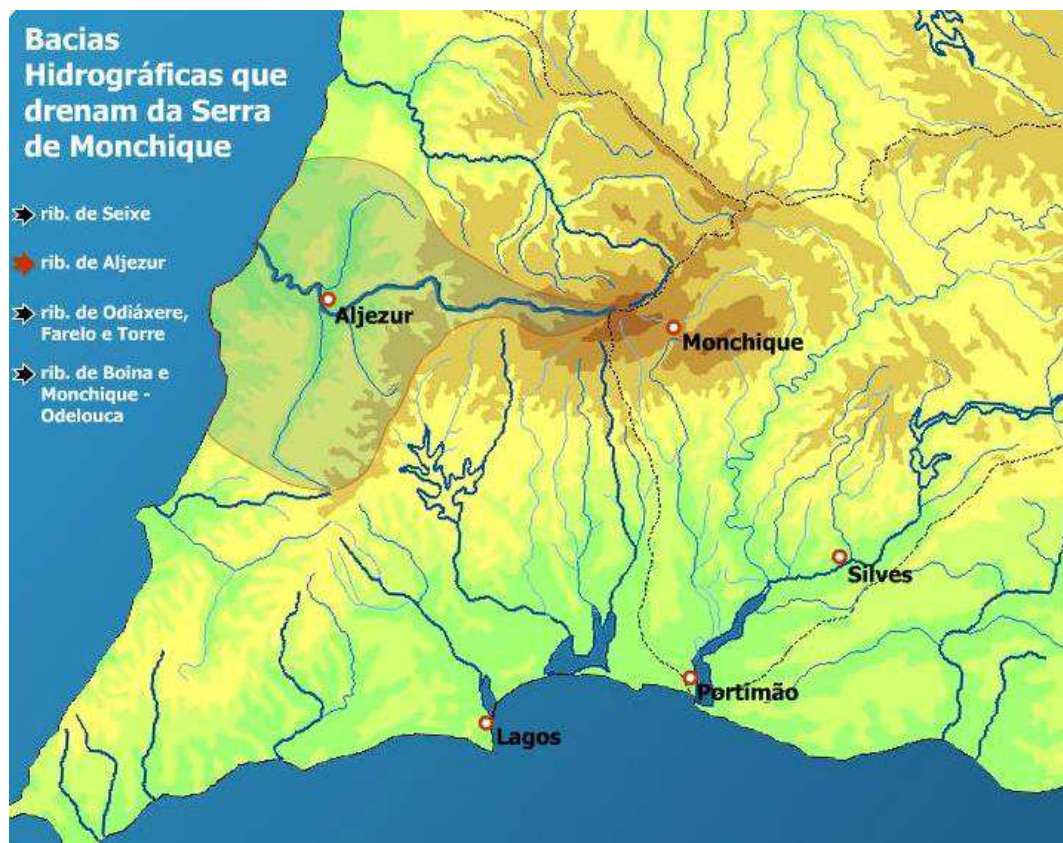 Bacias
Hidrográficas que
drenam da Serra
de Monchique
rib. de Seixe
rib. de Aljezur
rib. de Odiáxere,
Farelo e Torre
rib. de Boina e
Monchique -
Odelouca
Aljezur
Monchique
Silves
Portimão
Lagos